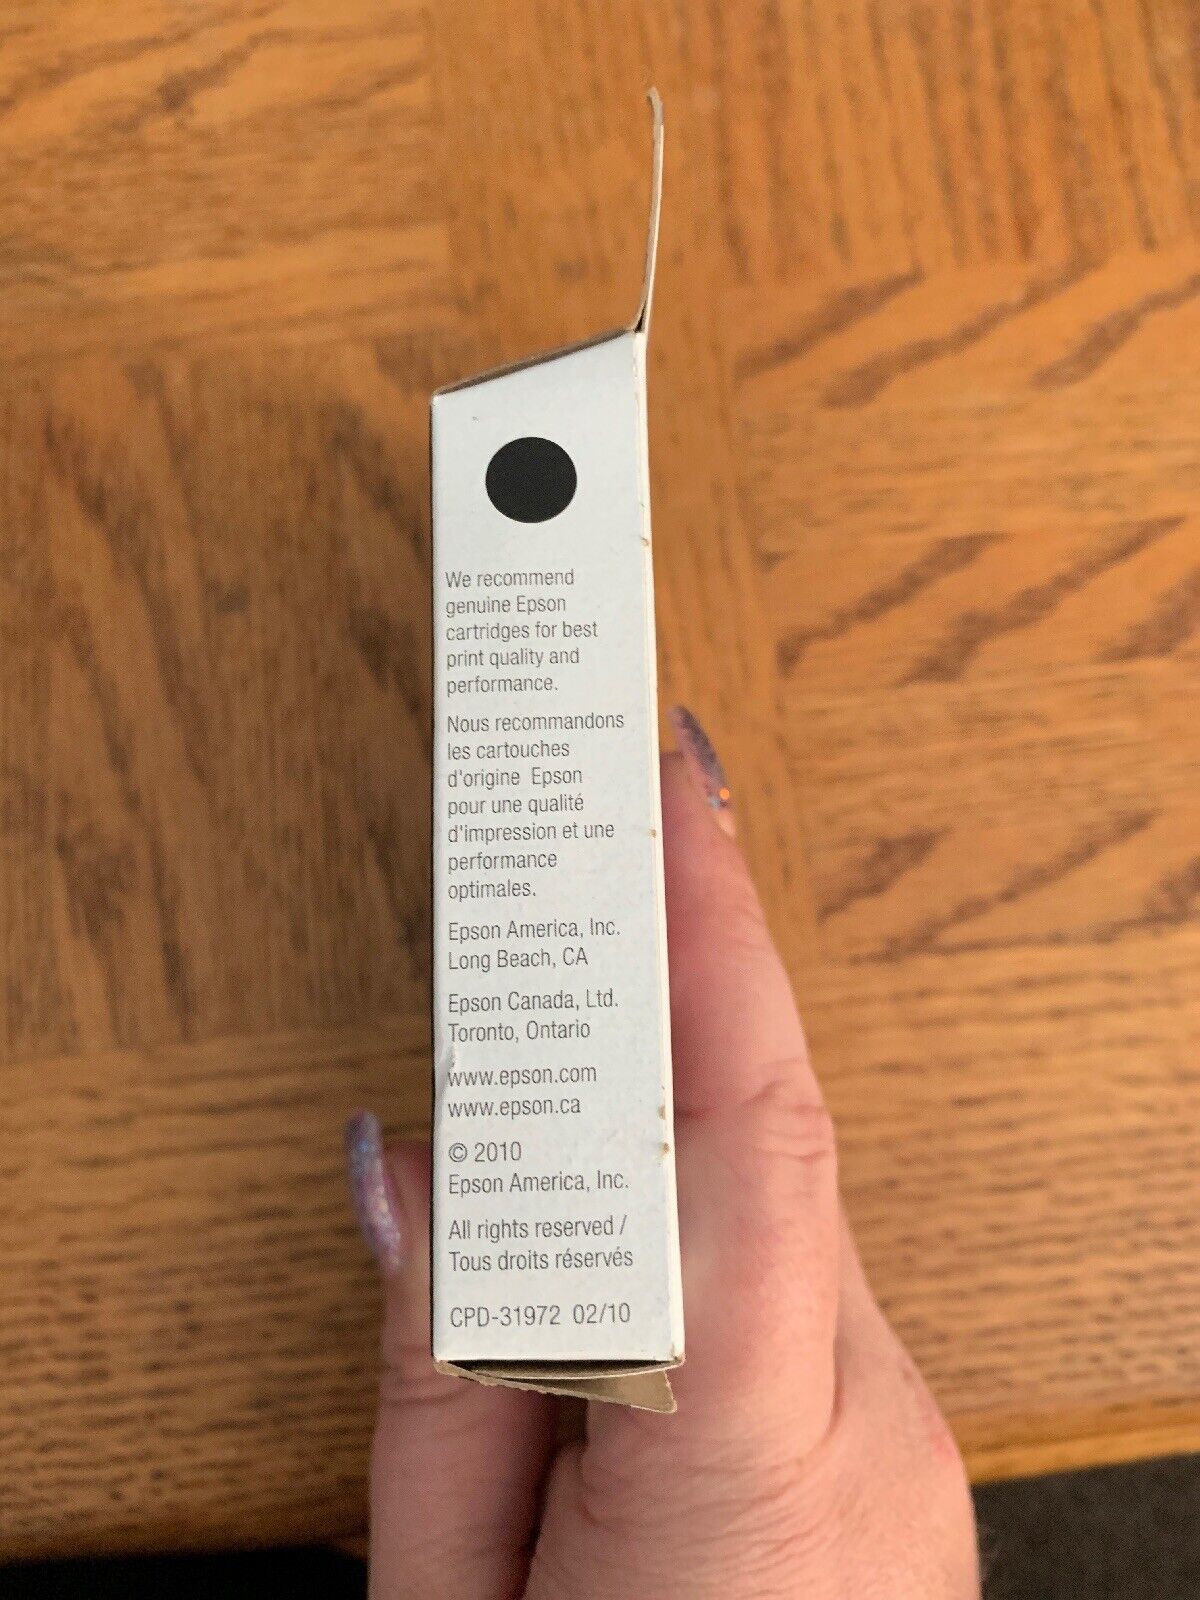 We recommend
genuine Epson
cartridges for best
print quality and
performance.
Nous recommandons
les cartouches
d'origine Epson
pour une qualité
d'impression et une
performance
optimales.
Epson America, Inc.
Long Beach, CA
Epson Canada, Ltd.
Toronto, Ontario
www.epson.com
www.epson.ca
© 2010
Epson America, Inc.
All rights reserved /
Tous droits réservés
CPD-31972 02/10